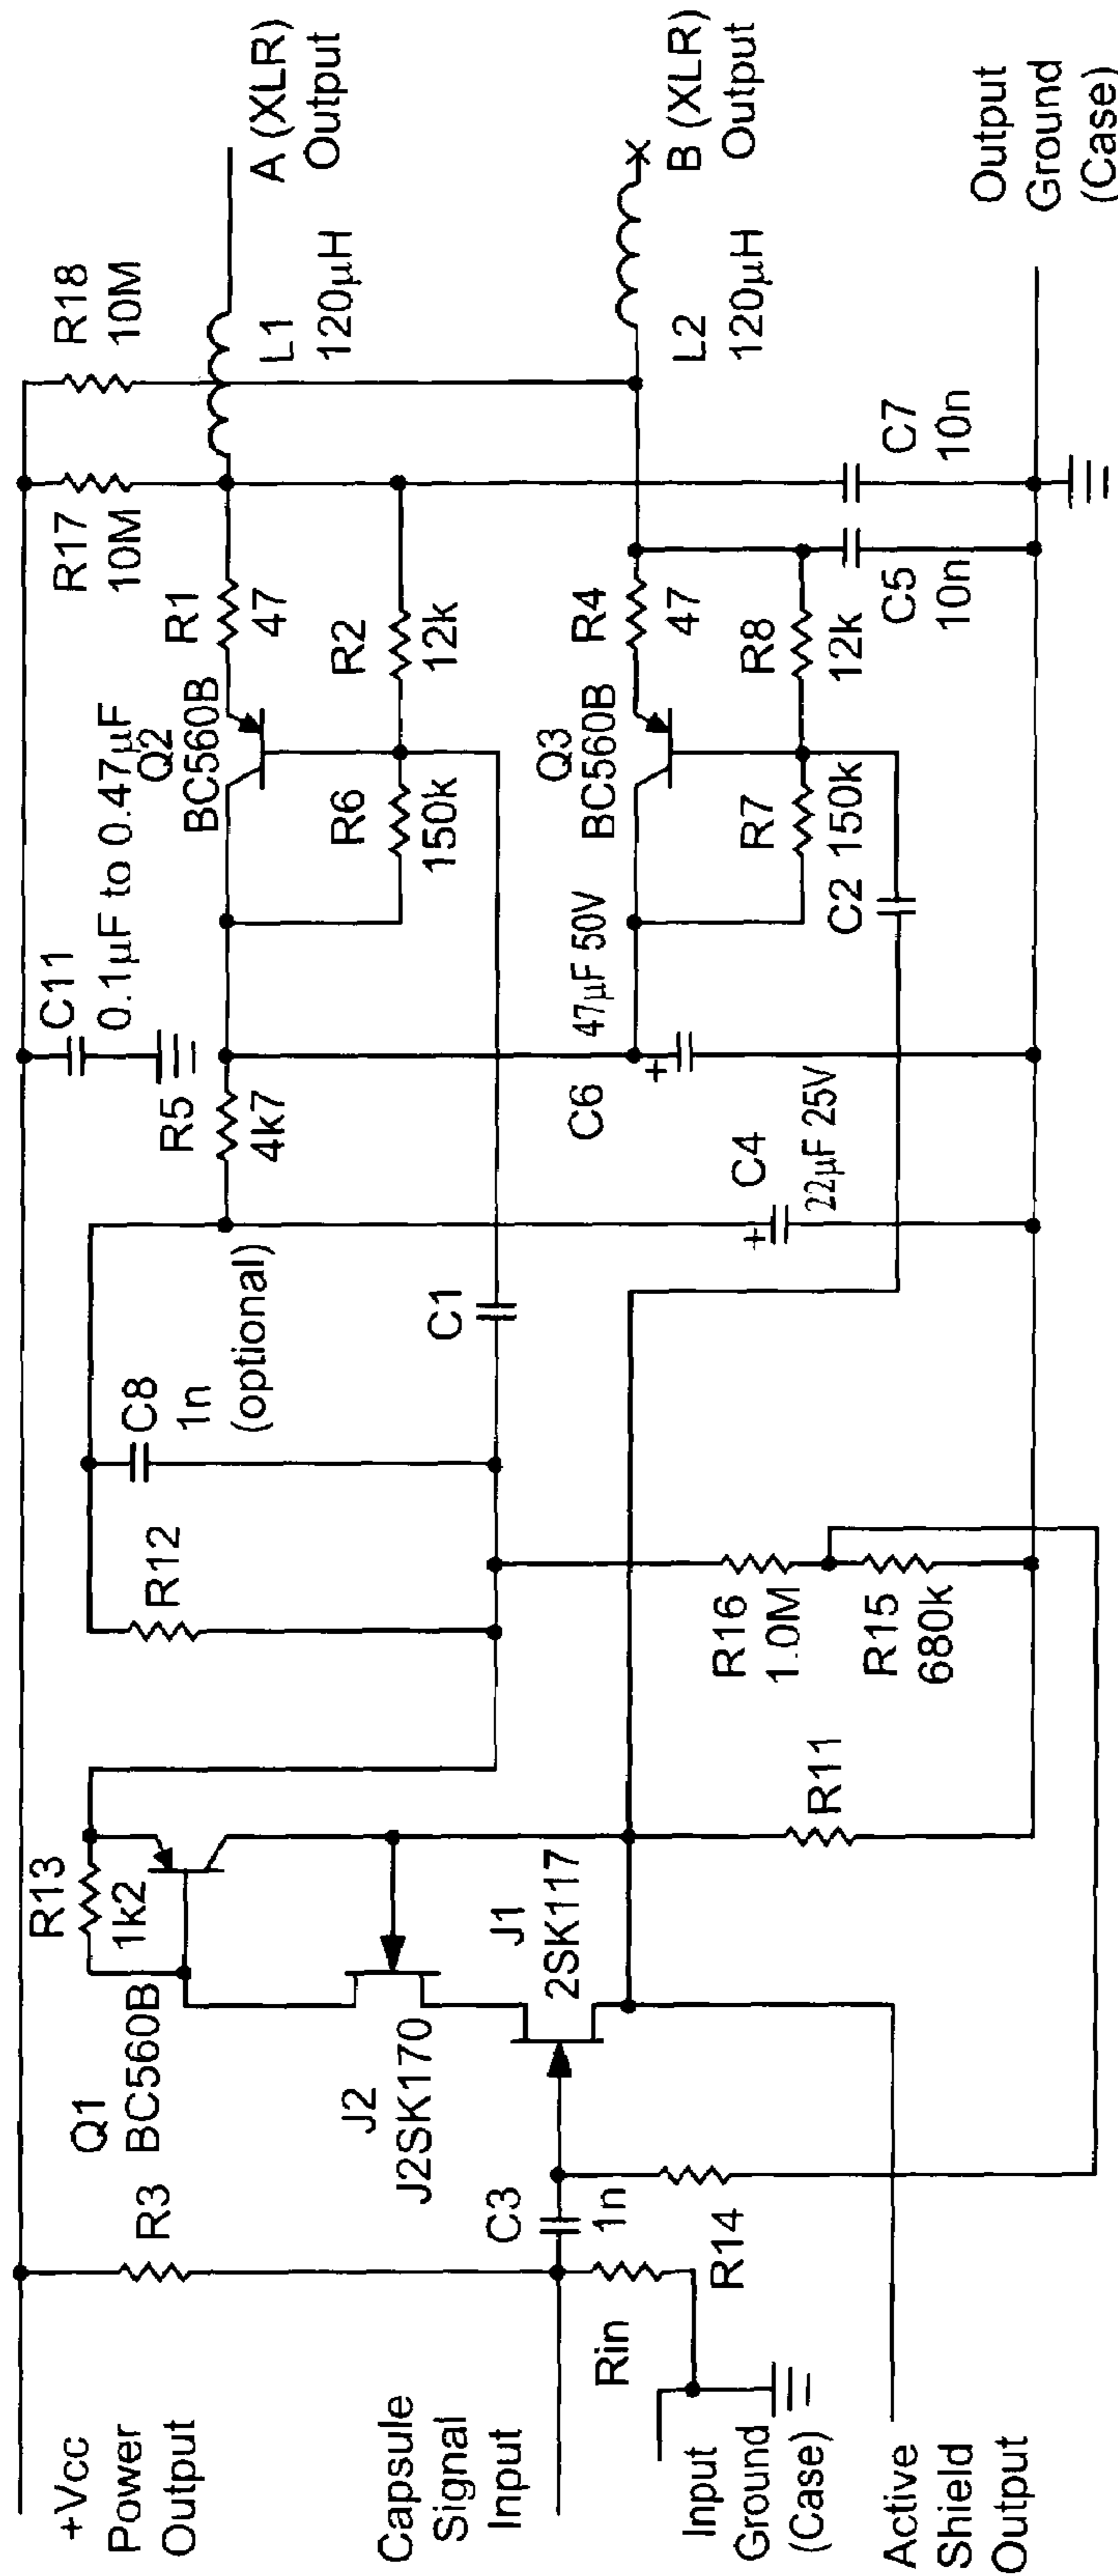 +Vcc
Power
Output
Capsule
Signal
Input
Input
Ground
(Case)
Active
Shield
Output
R3
C3
1n
Rin
R14
Q1
BC560B
R13
1k2
J2
J2SK170
J1
2SK117
R11
R12
C8
1n
(optional)
R16
1.0M
R15
680k
C1
C4
22µF 25V
R5
4k7
C11
0.1µF to 0.47µF
C6
47µF 50V
Q2
BC560B
R1
47
R6
150k
R2
12k
Q3
BC560B
R4
47
R7
150k
R8
12k
C2
R17
10M
R18
10M
L1
120µH
L2
120µH
C5
10n
C7
10n
A (XLR)
Output
B (XLR)
Output
Output
Ground
(Case)